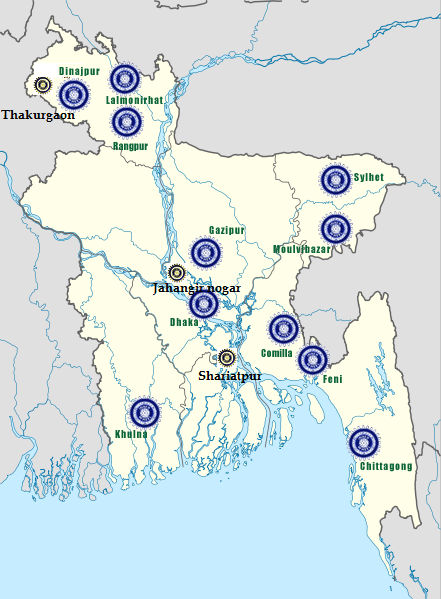 Dinajpur
Lalmonirhat
Thakurgaon
Rangpur
Sylhet
Moulvibazar
Gazipur
Jahangir nogar
Dhaka
Comilla
Shariatpur
Feni
Khulna
Chittagong